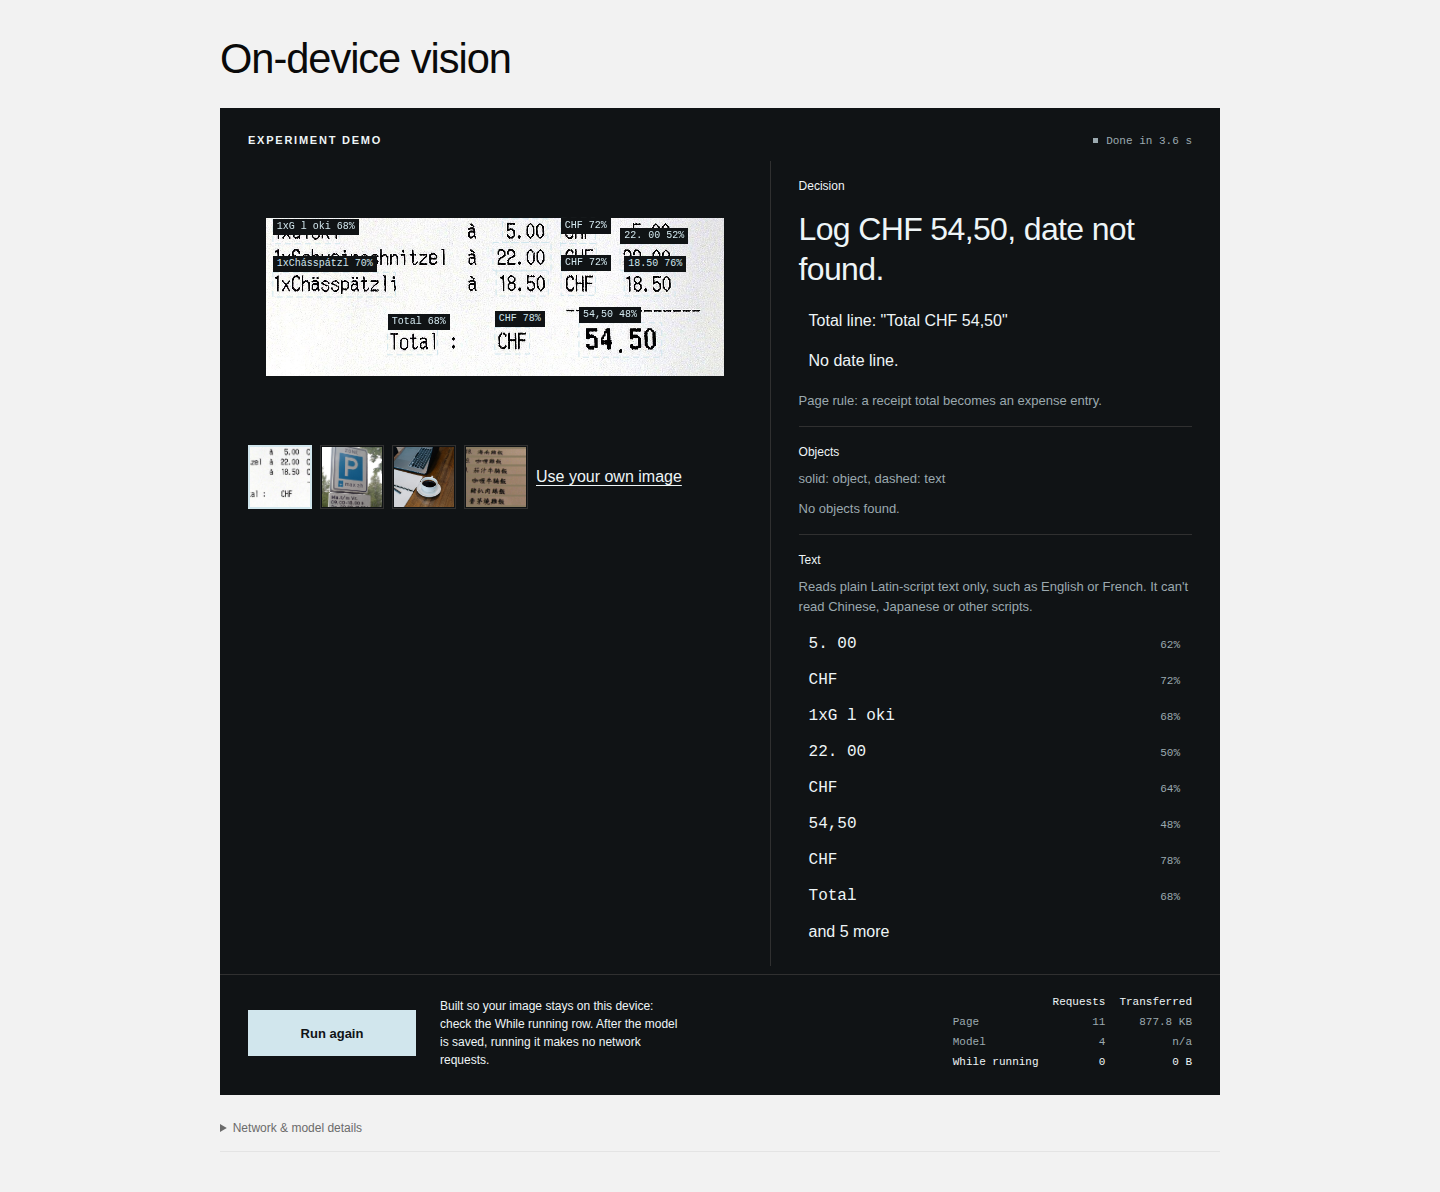 On-device vision
EXPERIMENT DEMO
Done in 3.6 s
1xG l oki 68%
à 5.00
CHF 72%
22. 00 52%
hnitzel à 22.00
1xChässpätzl 70%
CHF 72%
18.50 76%
1xChässpätzli à 18.50 CHF 18.50
Total 68%
CHF 78%
54,50 48%
Total : CHF 54.50
Use your own image
Decision
Log CHF 54,50, date not
found.
Total line: "Total CHF 54,50"
No date line.
Page rule: a receipt total becomes an expense entry.
Objects
solid: object, dashed: text
No objects found.
Text
Reads plain Latin-script text only, such as English or French. It can't
read Chinese, Japanese or other scripts.
5. 00 62%
CHF 72%
1xG l oki 68%
22. 00 50%
CHF 64%
54,50 48%
CHF 78%
Total 68%
and 5 more
Run again
Built so your image stays on this device:
check the While running row. After the model
is saved, running it makes no network
requests.
Requests Transferred
Page 11 877.8 KB
Model 4 n/a
While running 0 0 B
Network & model details